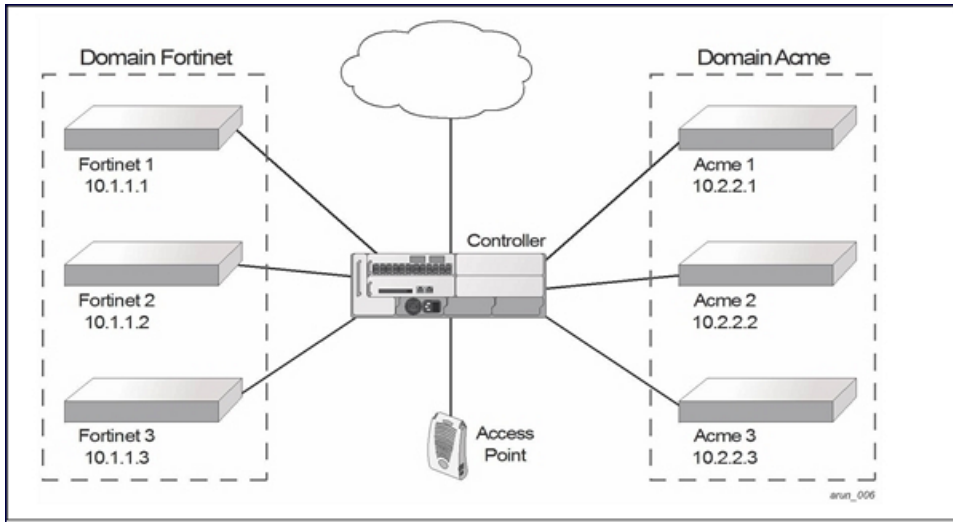 Domain Fortinet
Domain Acme
Fortinet 1
10.1.1.1
Acme 1
10.2.2.1
Controller
Fortinet 2
10.1.1.2
Acme 2
10.2.2.2
Fortinet 3
10.1.1.3
Access
Point
Acme 3
10.2.2.3
arun_006